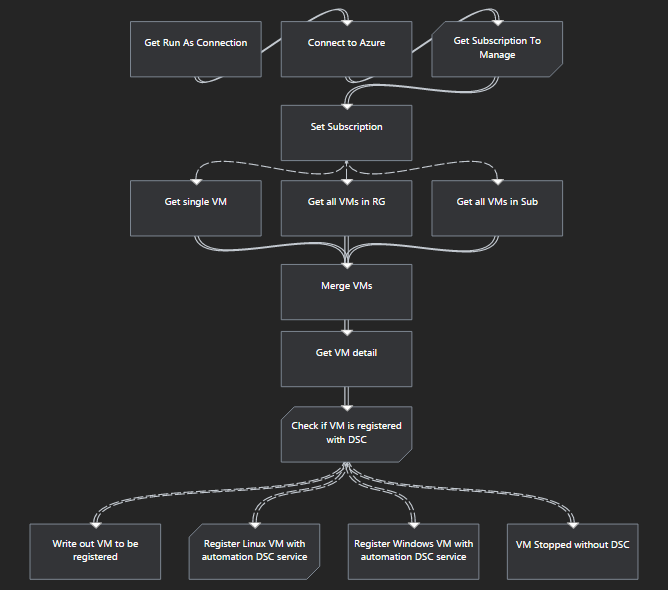 Get Run As Connection
Connect to Azure
Get Subscription To
Manage
Set Subscription
Get single VM
Get all VMs in RG
Get all VMs in Sub
Merge VMs
Get VM detail
Check if VM is registered
with DSC
Write out VM to be
registered
Register Linux VM with
automation DSC service
Register Windows VM with
automation DSC service
VM Stopped without DSC